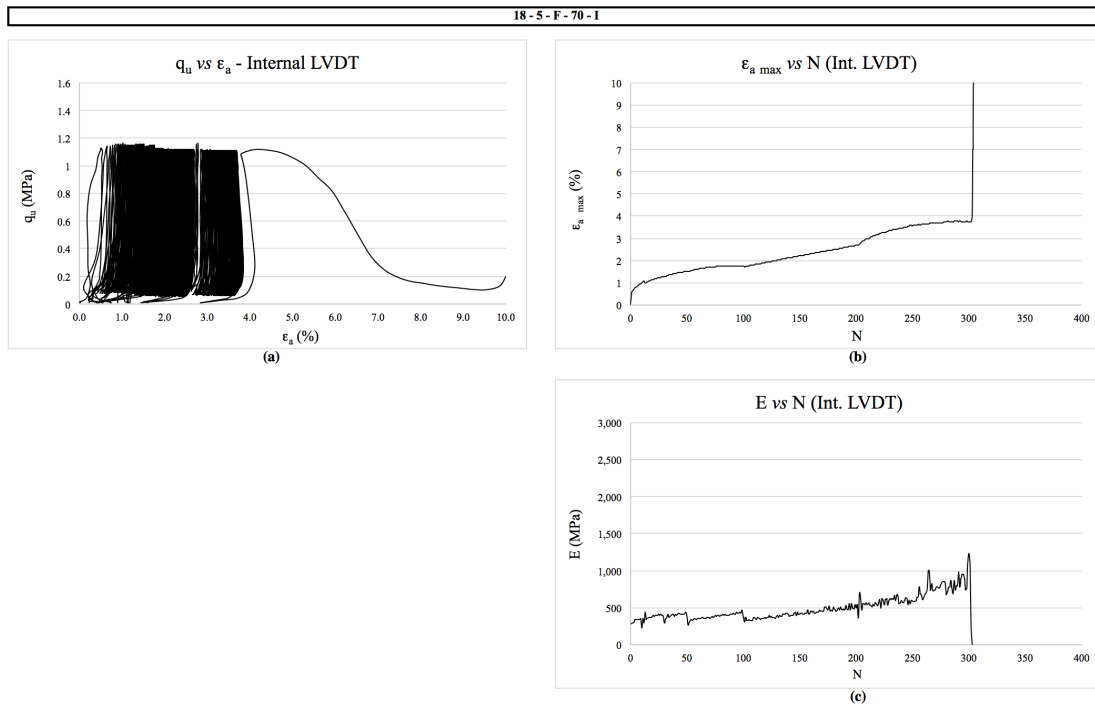 18 - 5 - F - 70 - I
qu vs εa - Internal LVDT
1.6
1.4
1.2
1
0.8
0.6
0.4
0.2
0
qu (MPa)
0.0 1.0 2.0 3.0 4.0 5.0 6.0 7.0 8.0 9.0 10.0
εa (%)
(a)
εa max vs N (Int. LVDT)
10
9
8
7
6
5
4
3
2
1
0
εa max (%)
0 50 100 150 200 250 300 350 400
N
(b)
E vs N (Int. LVDT)
3,000
2,500
2,000
1,500
1,000
500
0
E (MPa)
0 50 100 150 200 250 300 350 400
N
(c)